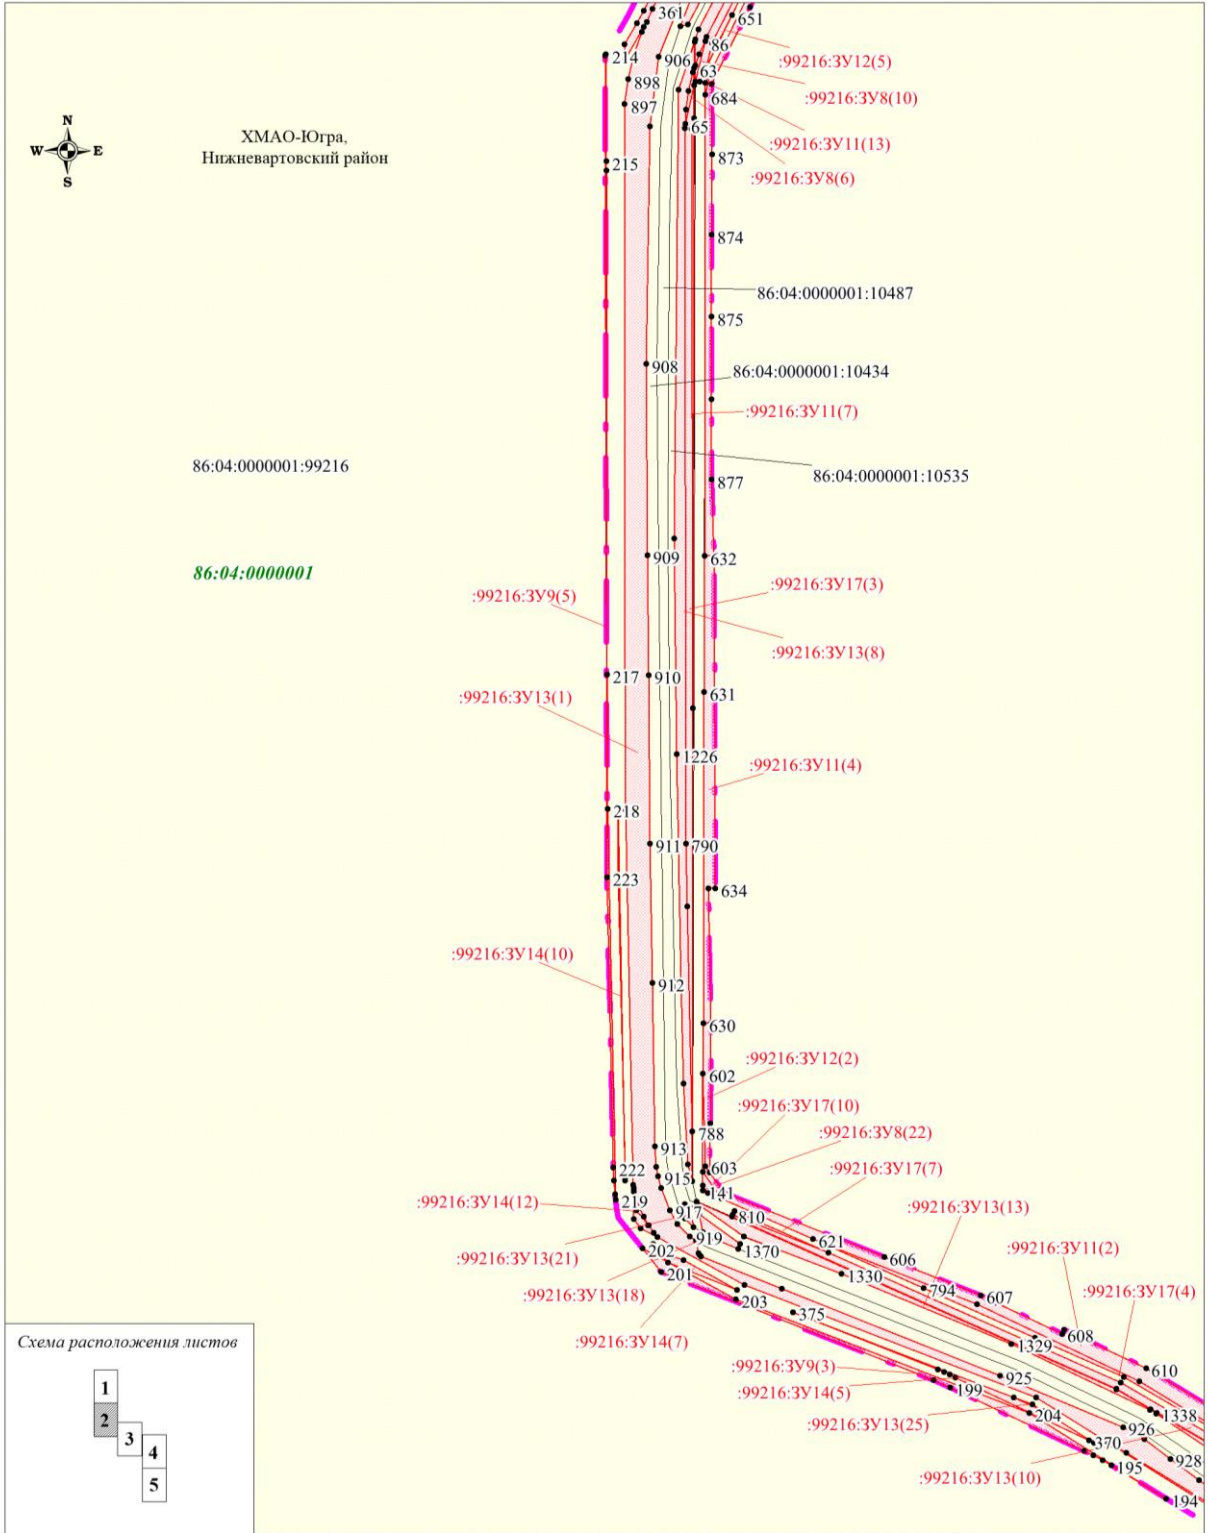 361
651
86
214
906
:99216:ЗУ12(5)
63
898
684
:99216:ЗУ8(10)
897
N
W E
S
ХМАО-Югра,
Нижневартовский район
65
:99216:ЗУ11(13)
873
215
:99216:ЗУ8(6)
874
86:04:0000001:10487
875
908
86:04:0000001:10434
:99216:ЗУ11(7)
86:04:0000001:99216
86:04:0000001:10535
877
909
632
86:04:0000001
:99216:ЗУ17(3)
:99216:ЗУ9(5)
:99216:ЗУ13(8)
217
910
631
:99216:ЗУ13(1)
1226
:99216:ЗУ11(4)
218
911
790
223
634
:99216:ЗУ14(10)
912
630
:99216:ЗУ12(2)
602
:99216:ЗУ17(10)
788
:99216:ЗУ8(22)
913
222
915
603
:99216:ЗУ17(7)
141
:99216:ЗУ14(12)
219
917
810
:99216:ЗУ13(13)
919
621
:99216:ЗУ13(21)
202
1370
606
:99216:ЗУ11(2)
201
1330
794
607
:99216:ЗУ17(4)
:99216:ЗУ13(18)
203
375
608
:99216:ЗУ14(7)
1329
610
:99216:ЗУ9(3)
925
:99216:ЗУ14(5)
199
:99216:ЗУ13(25)
204
1338
926
370
928
195
:99216:ЗУ13(10)
194
Схема расположения листов
1
2
3
4
5